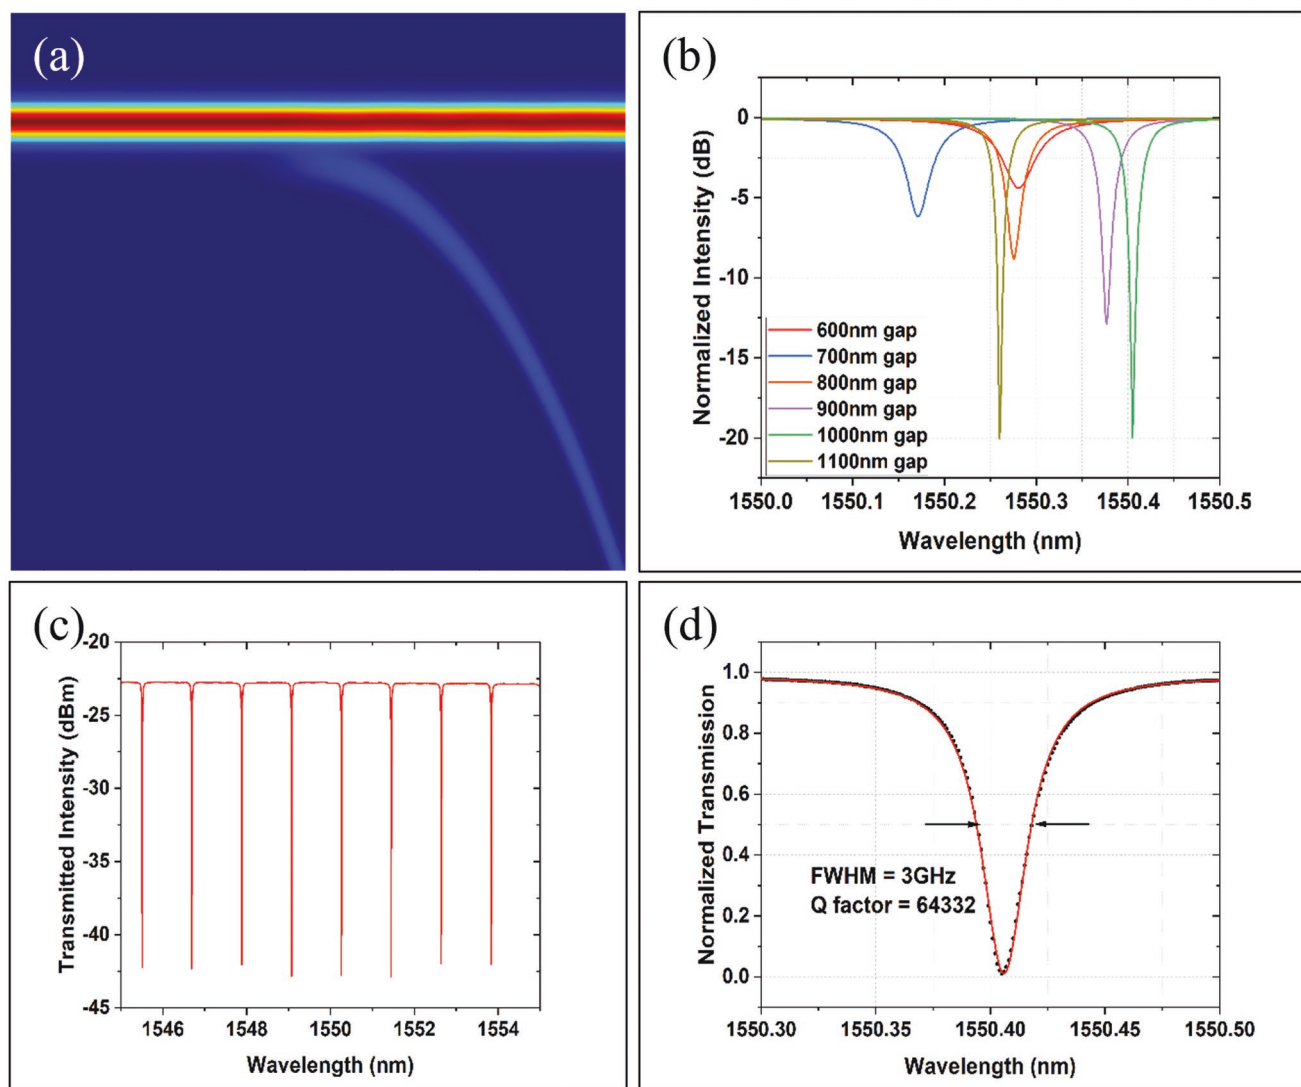 (a)
(b)
Normalized Intensity (dB)
0
-5
-10
-15
-20
600nm gap
700nm gap
800nm gap
900nm gap
1000nm gap
1100nm gap
1550.0 1550.1 1550.2 1550.3 1550.4 1550.5
Wavelength (nm)
(c)
Transmitted Intensity (dBm)
-20
-25
-30
-35
-40
-45
1546 1548 1550 1552 1554
Wavelength (nm)
(d)
Normalized Transmission
1.0
0.8
0.6
0.4
0.2
0.0
FWHM = 3GHz
Q factor = 64332
1550.30 1550.35 1550.40 1550.45 1550.50
Wavelength (nm)